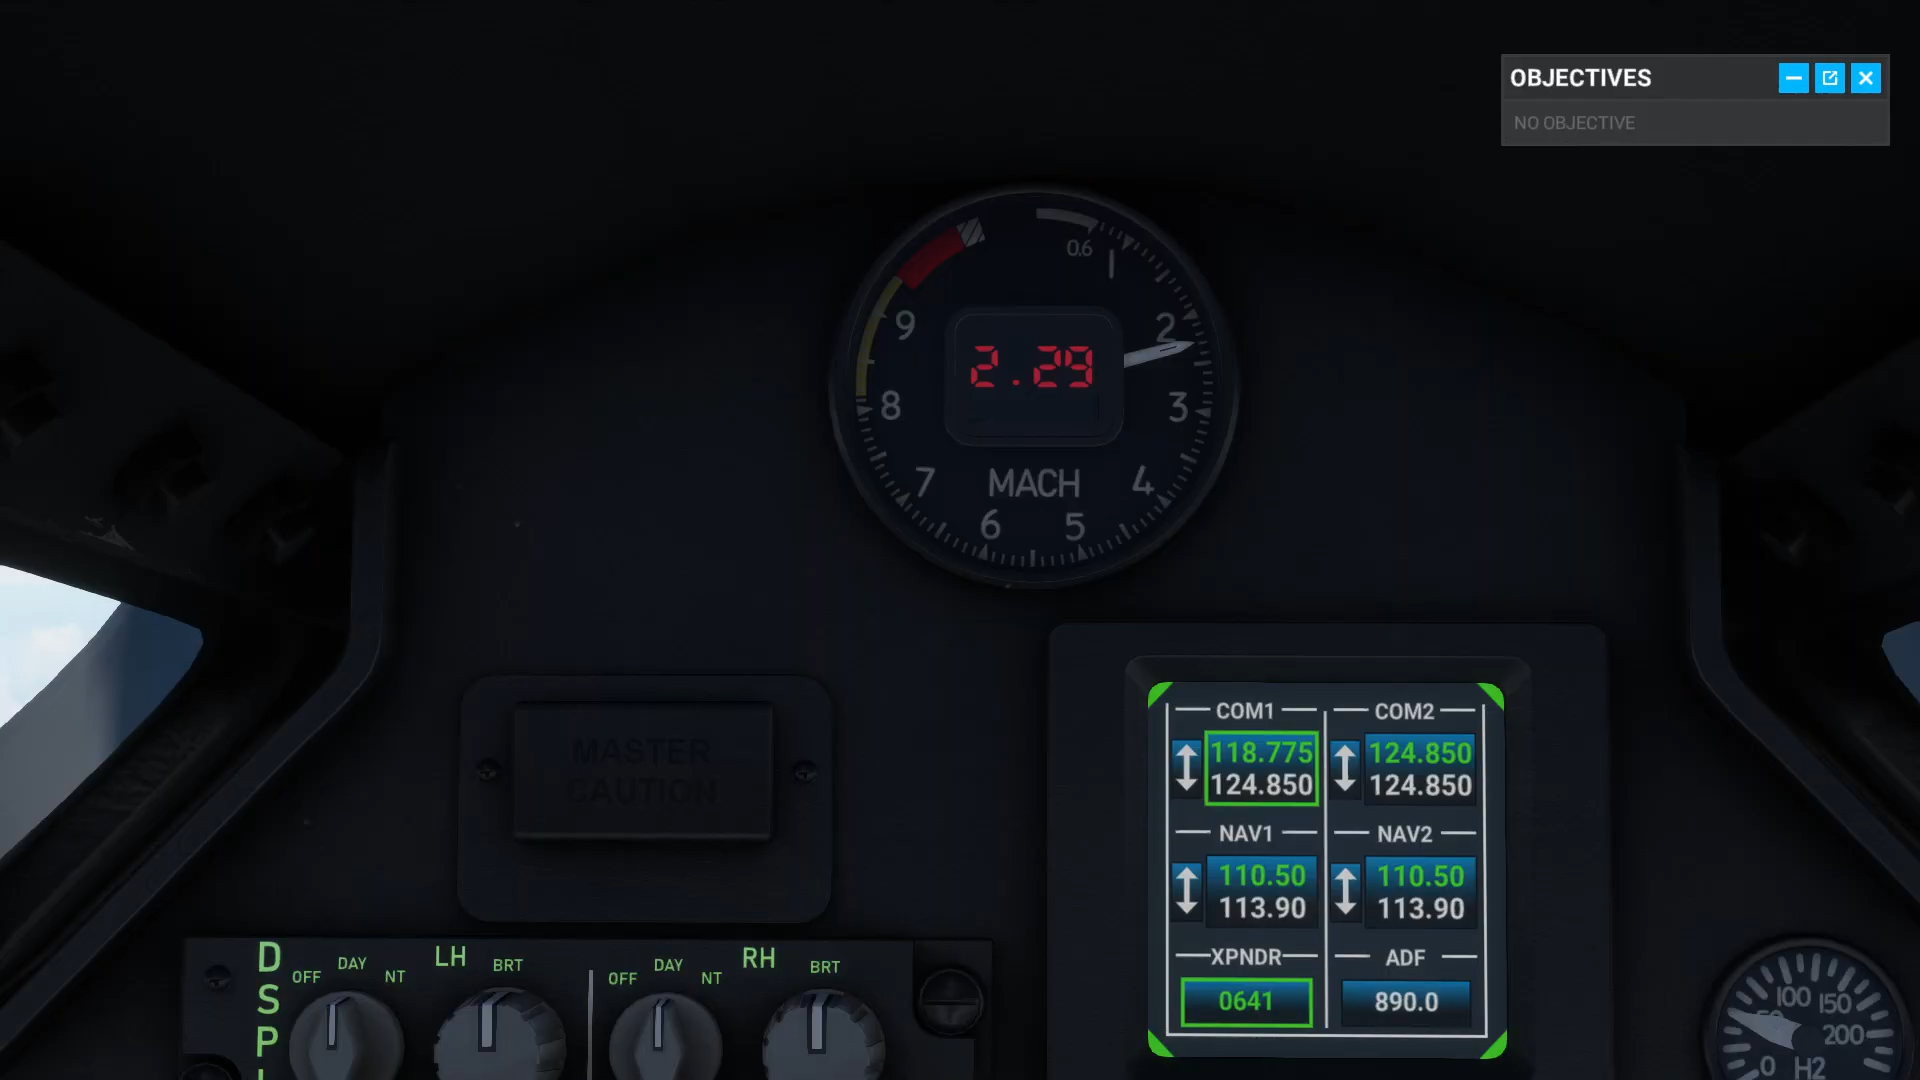 OBJECTIVES
NO OBJECTIVE
0.6
1
2
3
4
5
6
7
8
9
2.29
MACH
MASTER
CAUTION
COM1
118.775
124.850
COM2
124.850
124.850
NAV1
110.50
113.90
NAV2
110.50
113.90
XPNDR
0641
ADF
890.0
D
S
P
OFF
DAY
NT
LH
BRT
OFF
DAY
NT
RH
BRT
0
50
100
150
200
H2